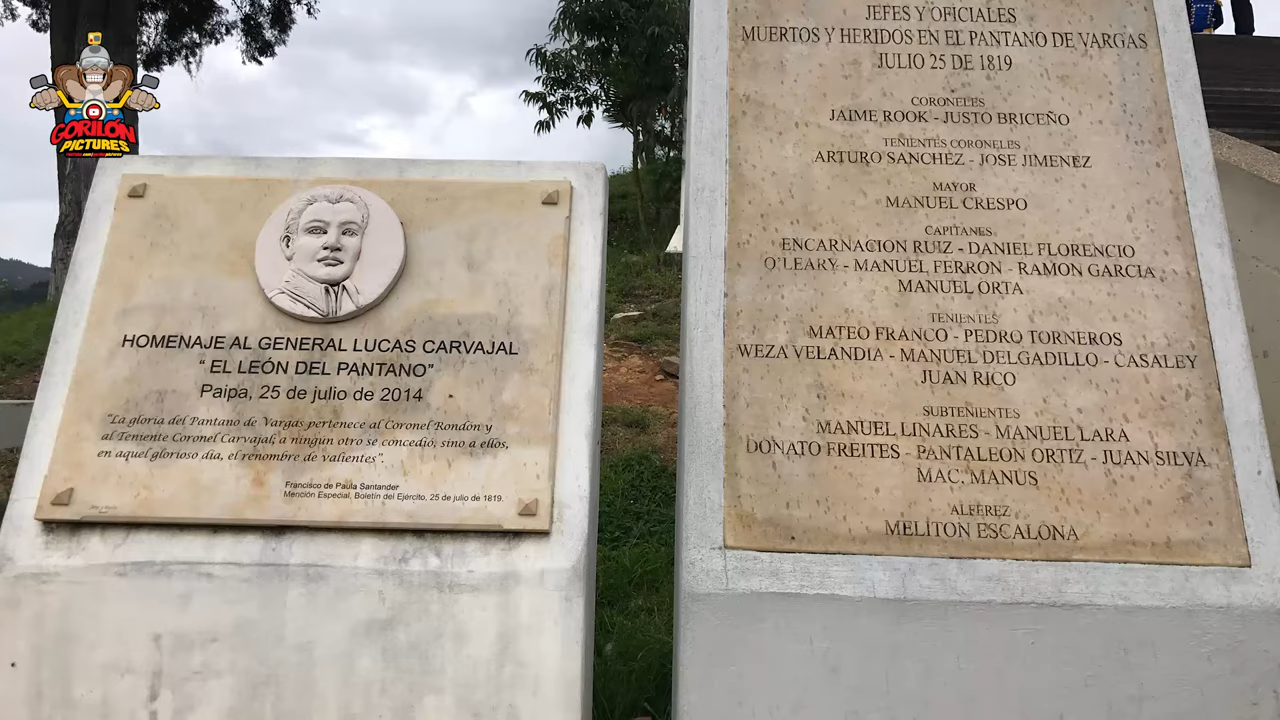 GORILÓN
PICTURES
HOMENAJE AL GENERAL LUCAS CARVAJAL
“ EL LEÓN DEL PANTANO”
Paipa, 25 de julio de 2014
"La gloria del Pantano de Vargas pertenece al Coronel Rondón y
al Teniente Coronel Carvajal; a ningún otro se concedió, sino a ellos,
en aquel glorioso día, el renombre de valientes".
Francisco de Paula Santander
Mención Especial, Boletín del Ejército, 25 de julio de 1819.
JEFES Y OFICIALES
MUERTOS Y HERIDOS EN EL PANTANO DE VARGAS
JULIO 25 DE 1819
CORONELES
JAIME ROOK - JUSTO BRICEÑO
TENIENTES CORONELES
ARTURO SANCHEZ - JOSE JIMENEZ
MAYOR
MANUEL CRESPO
CAPITANES
ENCARNACION RUIZ - DANIEL FLORENCIO
O'LEARY - MANUEL FERRON - RAMON GARCIA
MANUEL ORTA
TENIENTES
MATEO FRANCO - PEDRO TORNEROS
WEZA VELANDIA - MANUEL DELGADILLO - CASALEY
JUAN RICO
SUBTENIENTES
MANUEL LINARES - MANUEL LARA
DONATO FREITES - PANTALEON ORTIZ - JUAN SILVA
MAC. MANUS
ALFEREZ
MELITON ESCALONA